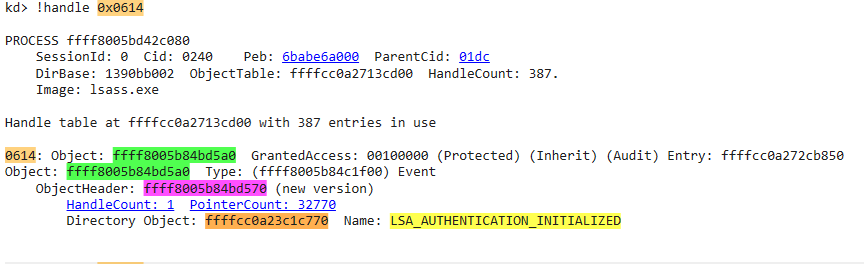 kd> !handle 0x0614
PROCESS ffff8005bd42c080
SessionId: 0 Cid: 0240 Peb: 6babe6a000 ParentCid: 01dc
DirBase: 1390bb002 ObjectTable: ffffcc0a2713cd00 HandleCount: 387.
Image: lsass.exe
Handle table at ffffcc0a2713cd00 with 387 entries in use
0614: Object: ffff8005b84bd5a0 GrantedAccess: 00100000 (Protected) (Inherit) (Audit) Entry: ffffcc0a272cb850
Object: ffff8005b84bd5a0 Type: (ffff8005b84c1f00) Event
ObjectHeader: ffff8005b84bd570 (new version)
HandleCount: 1 PointerCount: 32770
Directory Object: ffffcc0a23c1c770 Name: LSA_AUTHENTICATION_INITIALIZED